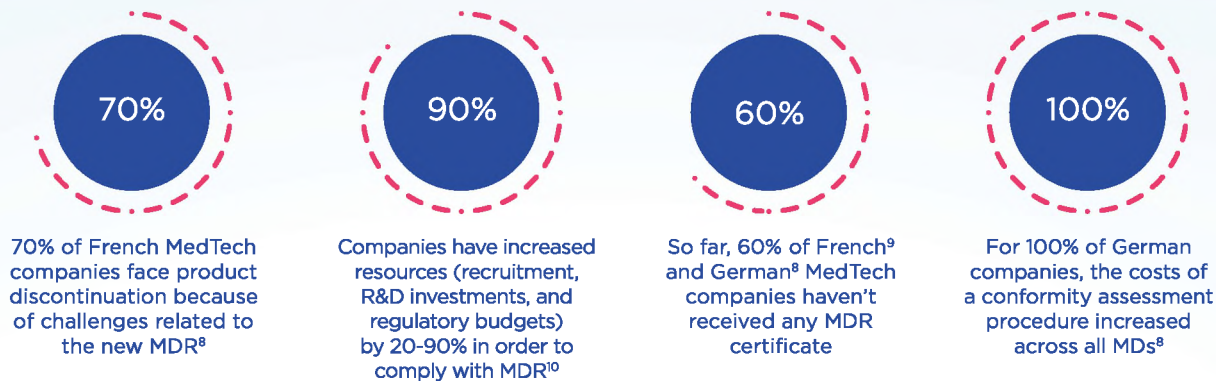 70%
70% of French MedTech
companies face product
discontinuation because
of challenges related to
the new MDR⁸
90%
Companies have increased
resources (recruitment,
R&D investments, and
regulatory budgets)
by 20-90% in order to
comply with MDR¹⁰
60%
So far, 60% of French⁹
and German⁸ MedTech
companies haven’t
received any MDR
certificate
100%
For 100% of German
companies, the costs of
a conformity assessment
procedure increased
across all MDs⁸